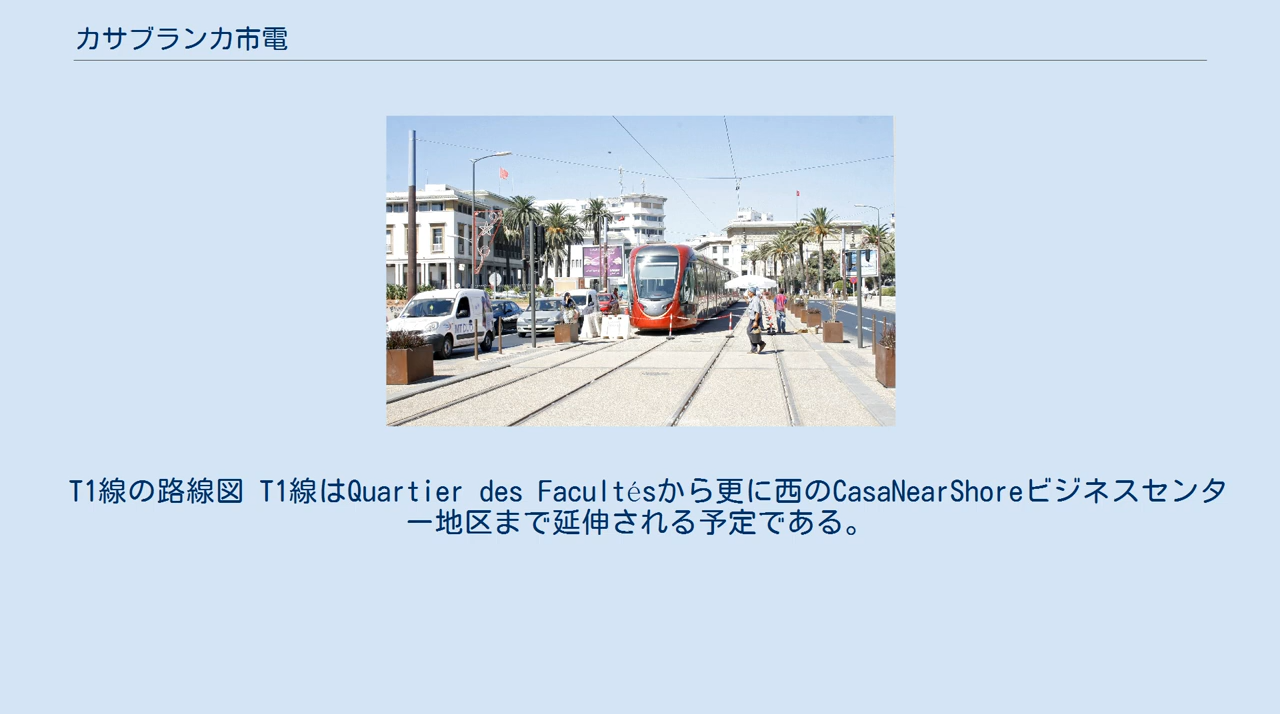 カサブランカ市電
T1線の路線図 T1線はQuartier des Facultésから更に西のCasaNearShoreビジネスセンタ
ー地区まで延伸される予定である。